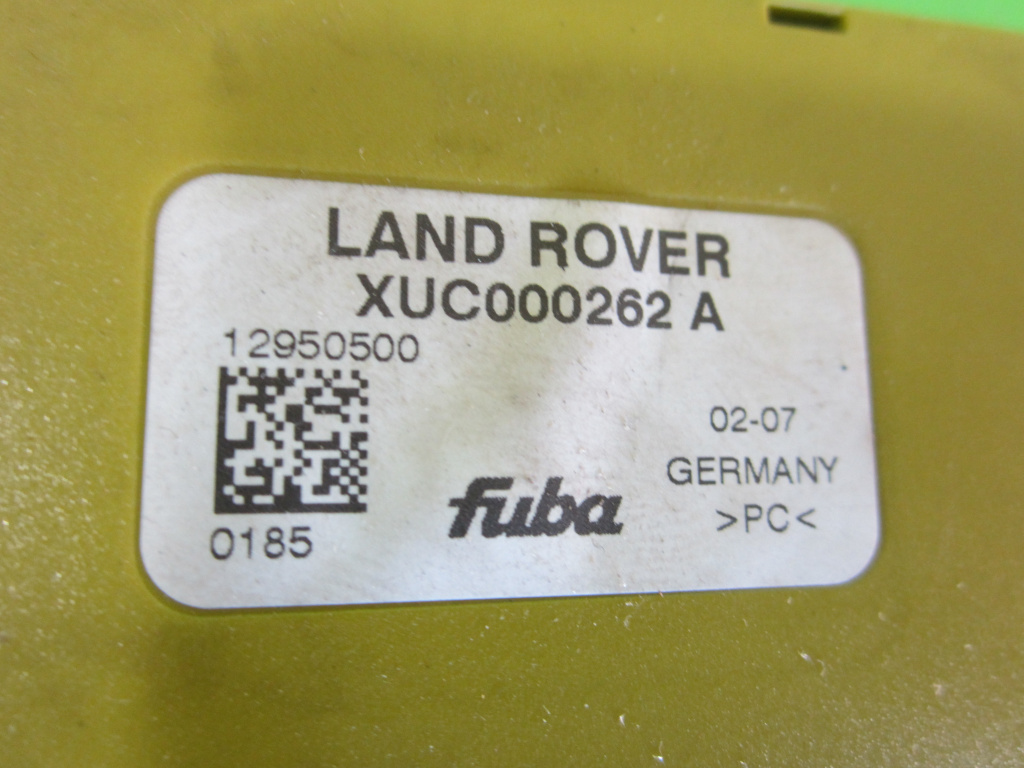 LAND ROVER
XUC000262 A
12950500
02-07
GERMANY
fuba
>PC<
0185